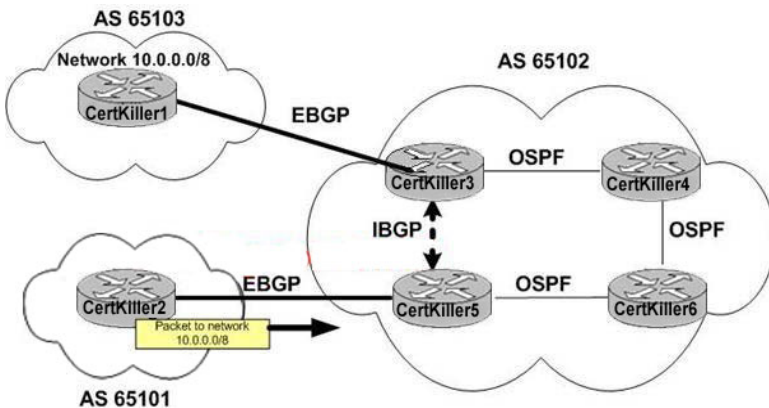 AS 65103
Network 10.0.0.0/8
CertKiller1
EBGP
AS 65102
CertKiller3
OSPF
CertKiller4
IBGP
OSPF
CertKiller2
EBGP
CertKiller5
OSPF
CertKiller6
Packet to network
10.0.0.0/8
AS 65101